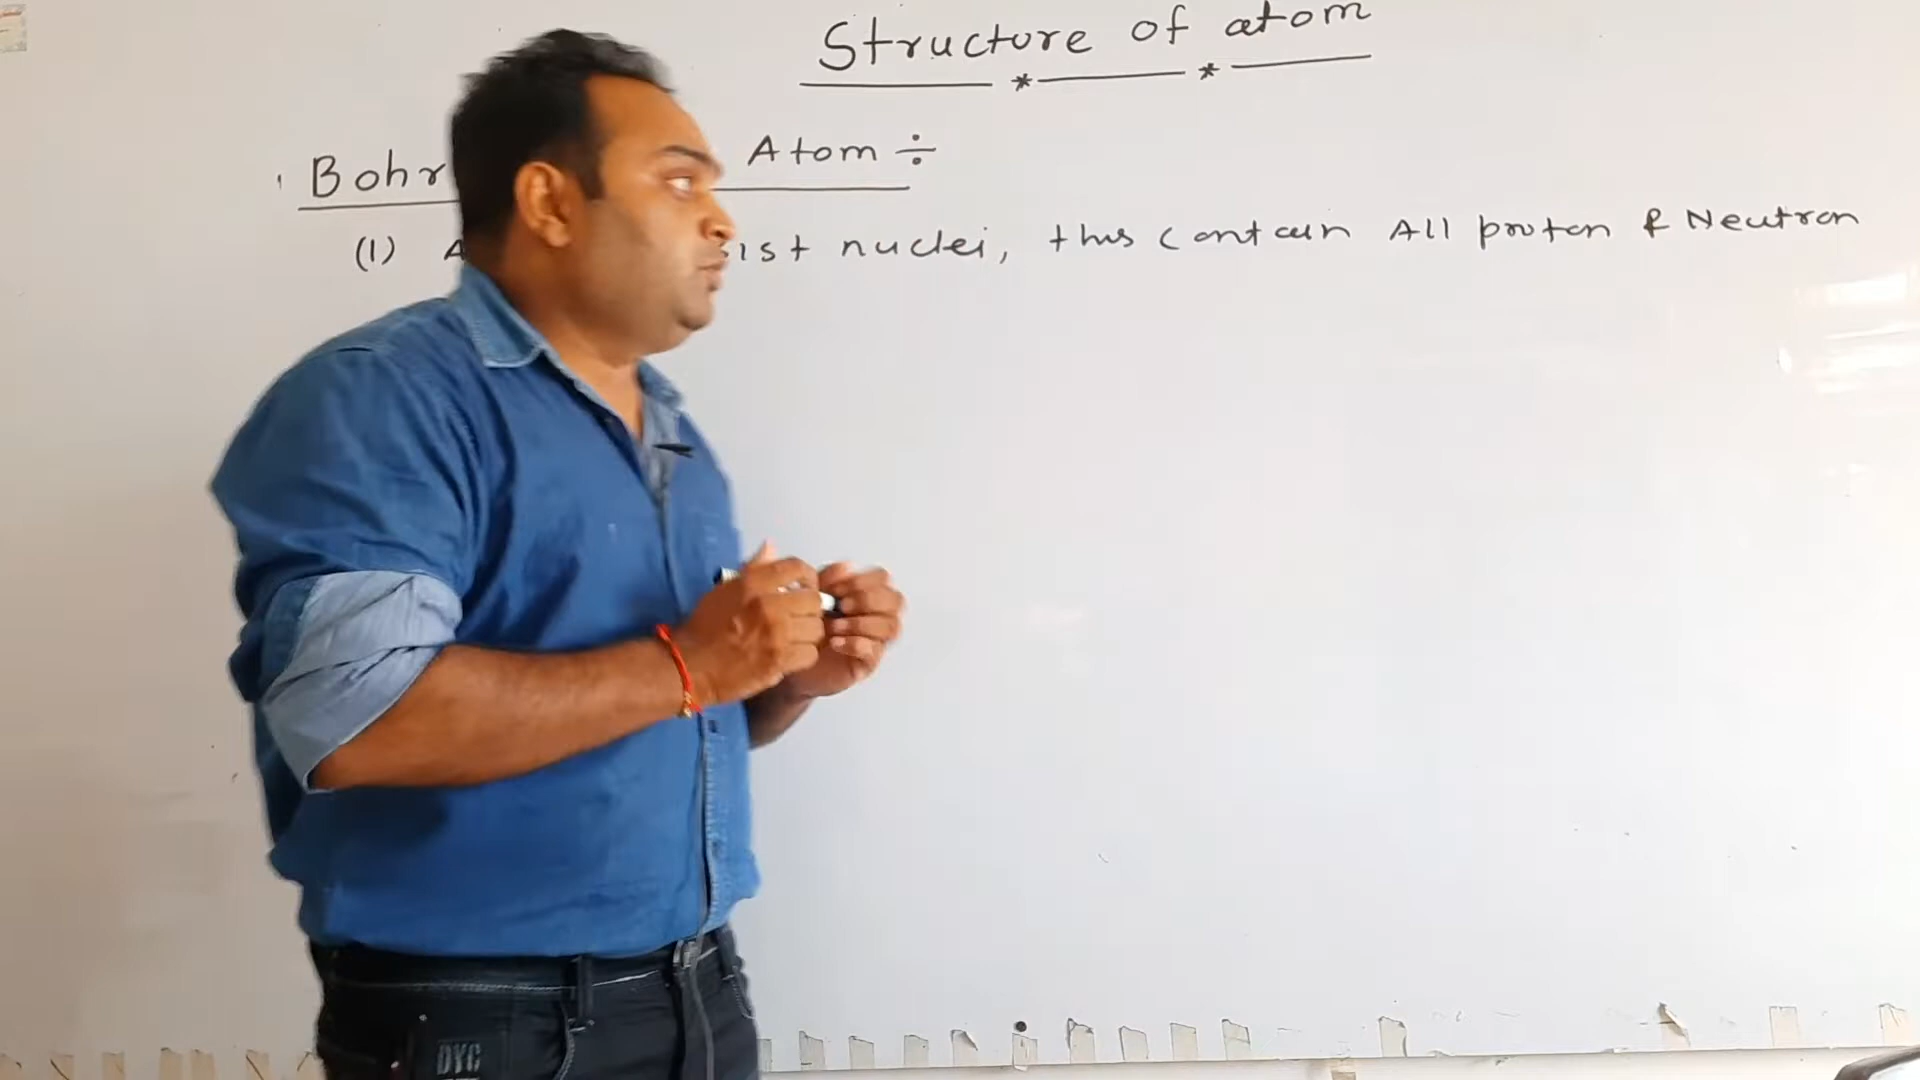 Structure of atom
Bohr Atom ÷
(1) A ist nuclei, this contain All proton & Neutron
DYC